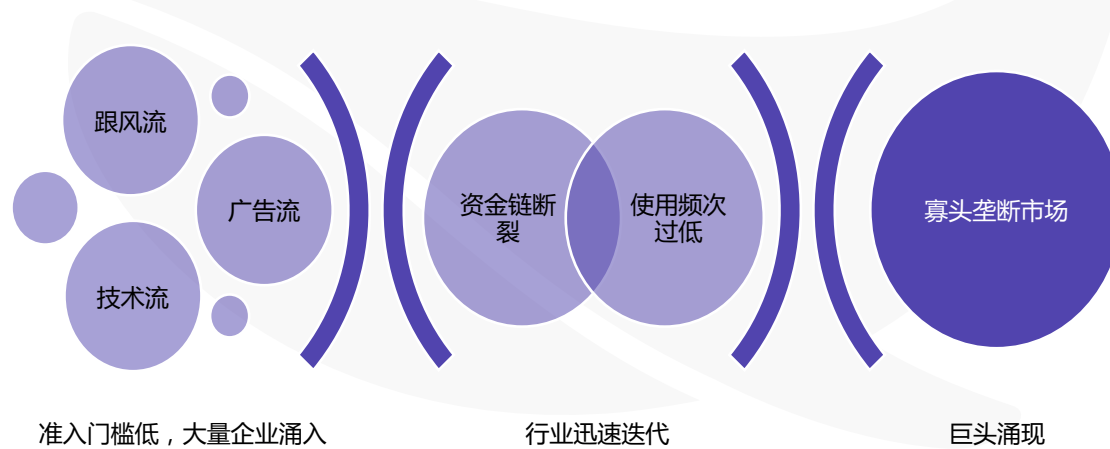 跟风流
广告流
技术流
资金链断
裂
使用频次
过低
寡头垄断市场
准入门槛低，大量企业涌入
行业迅速迭代
巨头涌现